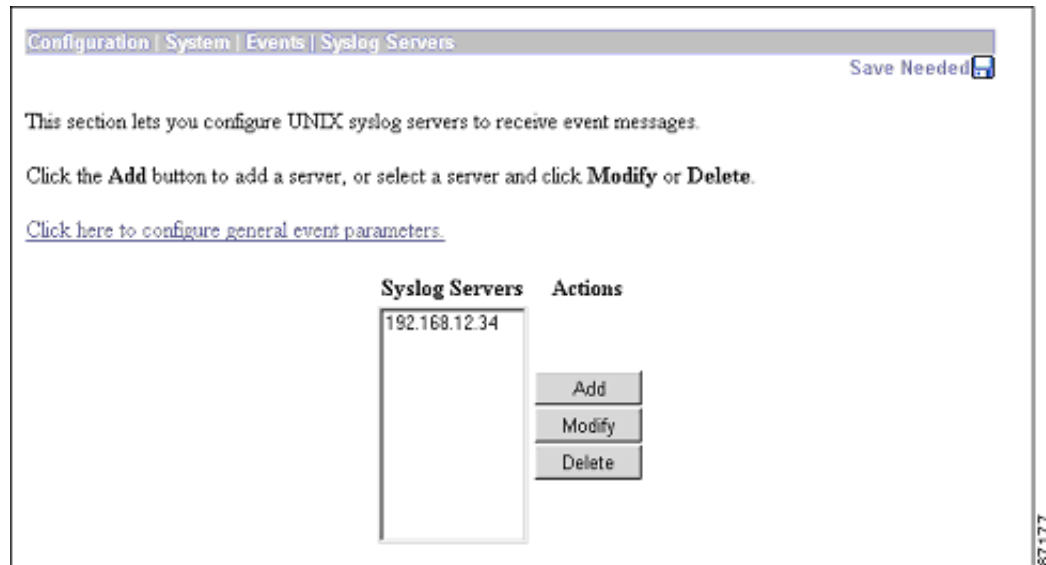 Configuration | System | Events | Syslog Servers
Save Needed
This section lets you configure UNIX syslog servers to receive event messages.
Click the Add button to add a server, or select a server and click Modify or Delete.
Click here to configure general event parameters.
Syslog Servers Actions
192.168.12.34
Add
Modify
Delete
67177